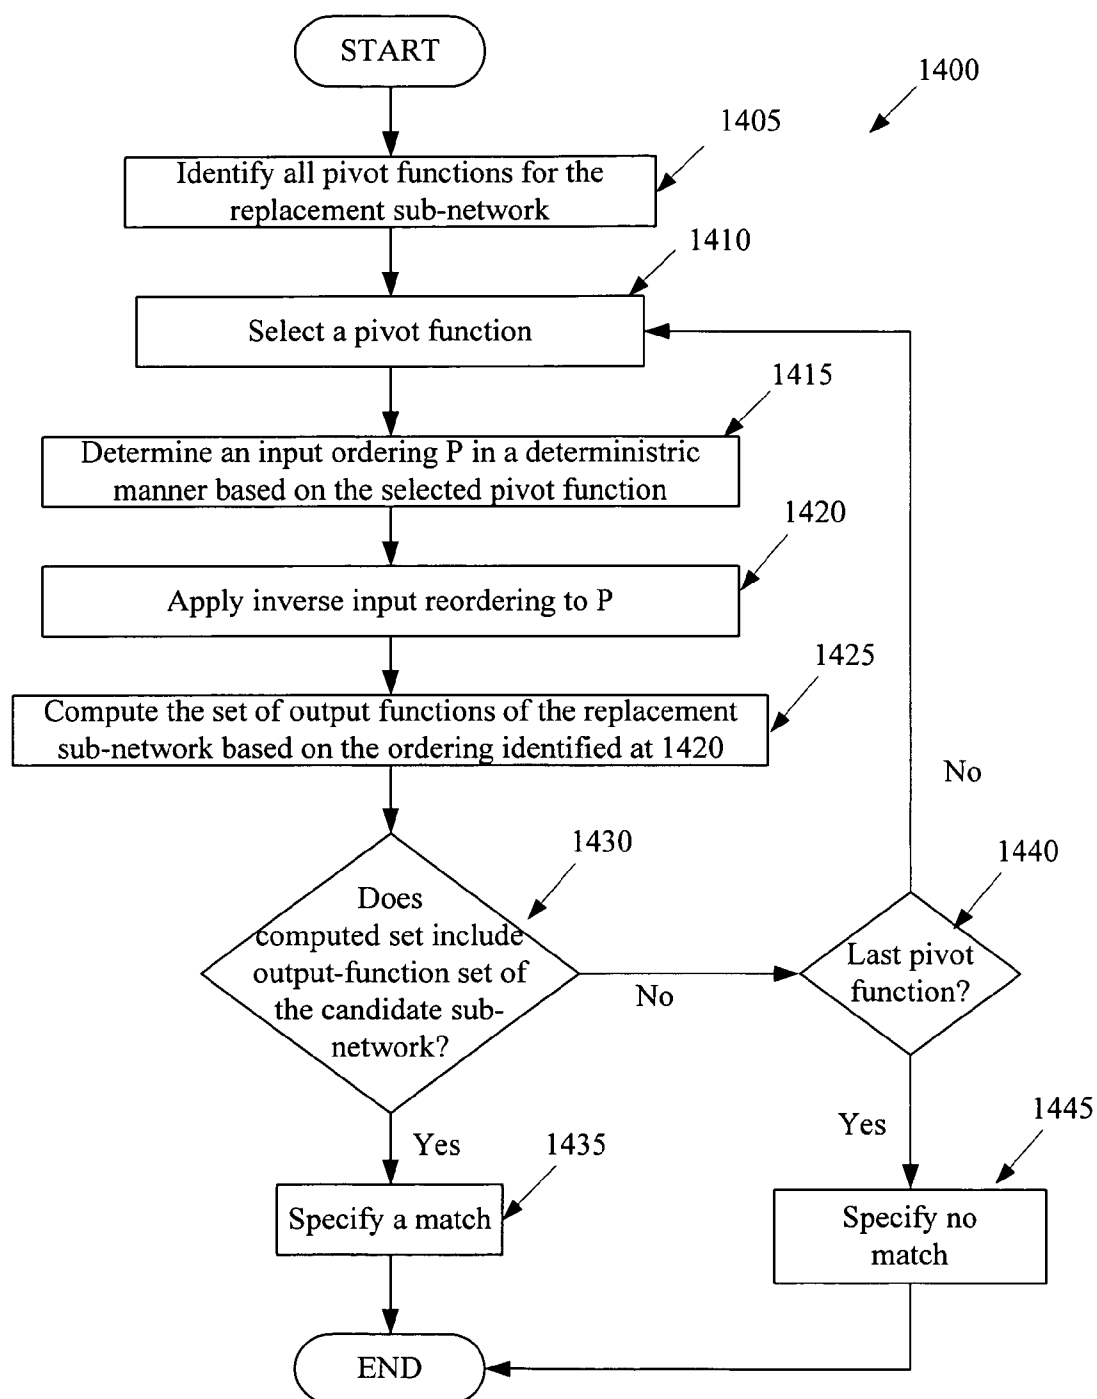 START
1400
1405
Identify all pivot functions for the
replacement sub-network
1410
Select a pivot function
1415
Determine an input ordering P in a deterministric
manner based on the selected pivot function
1420
Apply inverse input reordering to P
1425
Compute the set of output functions of the replacement
sub-network based on the ordering identified at 1420
No
1430
Does
computed set include
output-function set of
the candidate sub-
network?
No
1440
Last pivot
function?
Yes
1435
Specify a match
Yes
1445
Specify no
match
END